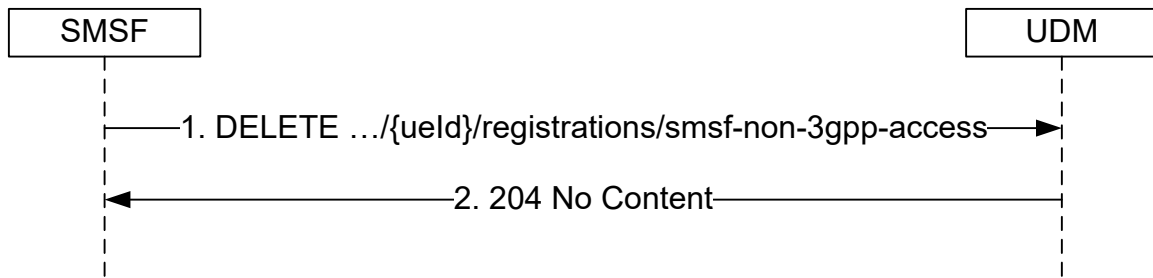 SMSF
UDM
1. DELETE …/{ueId}/registrations/smsf-non-3gpp-access
2. 204 No Content